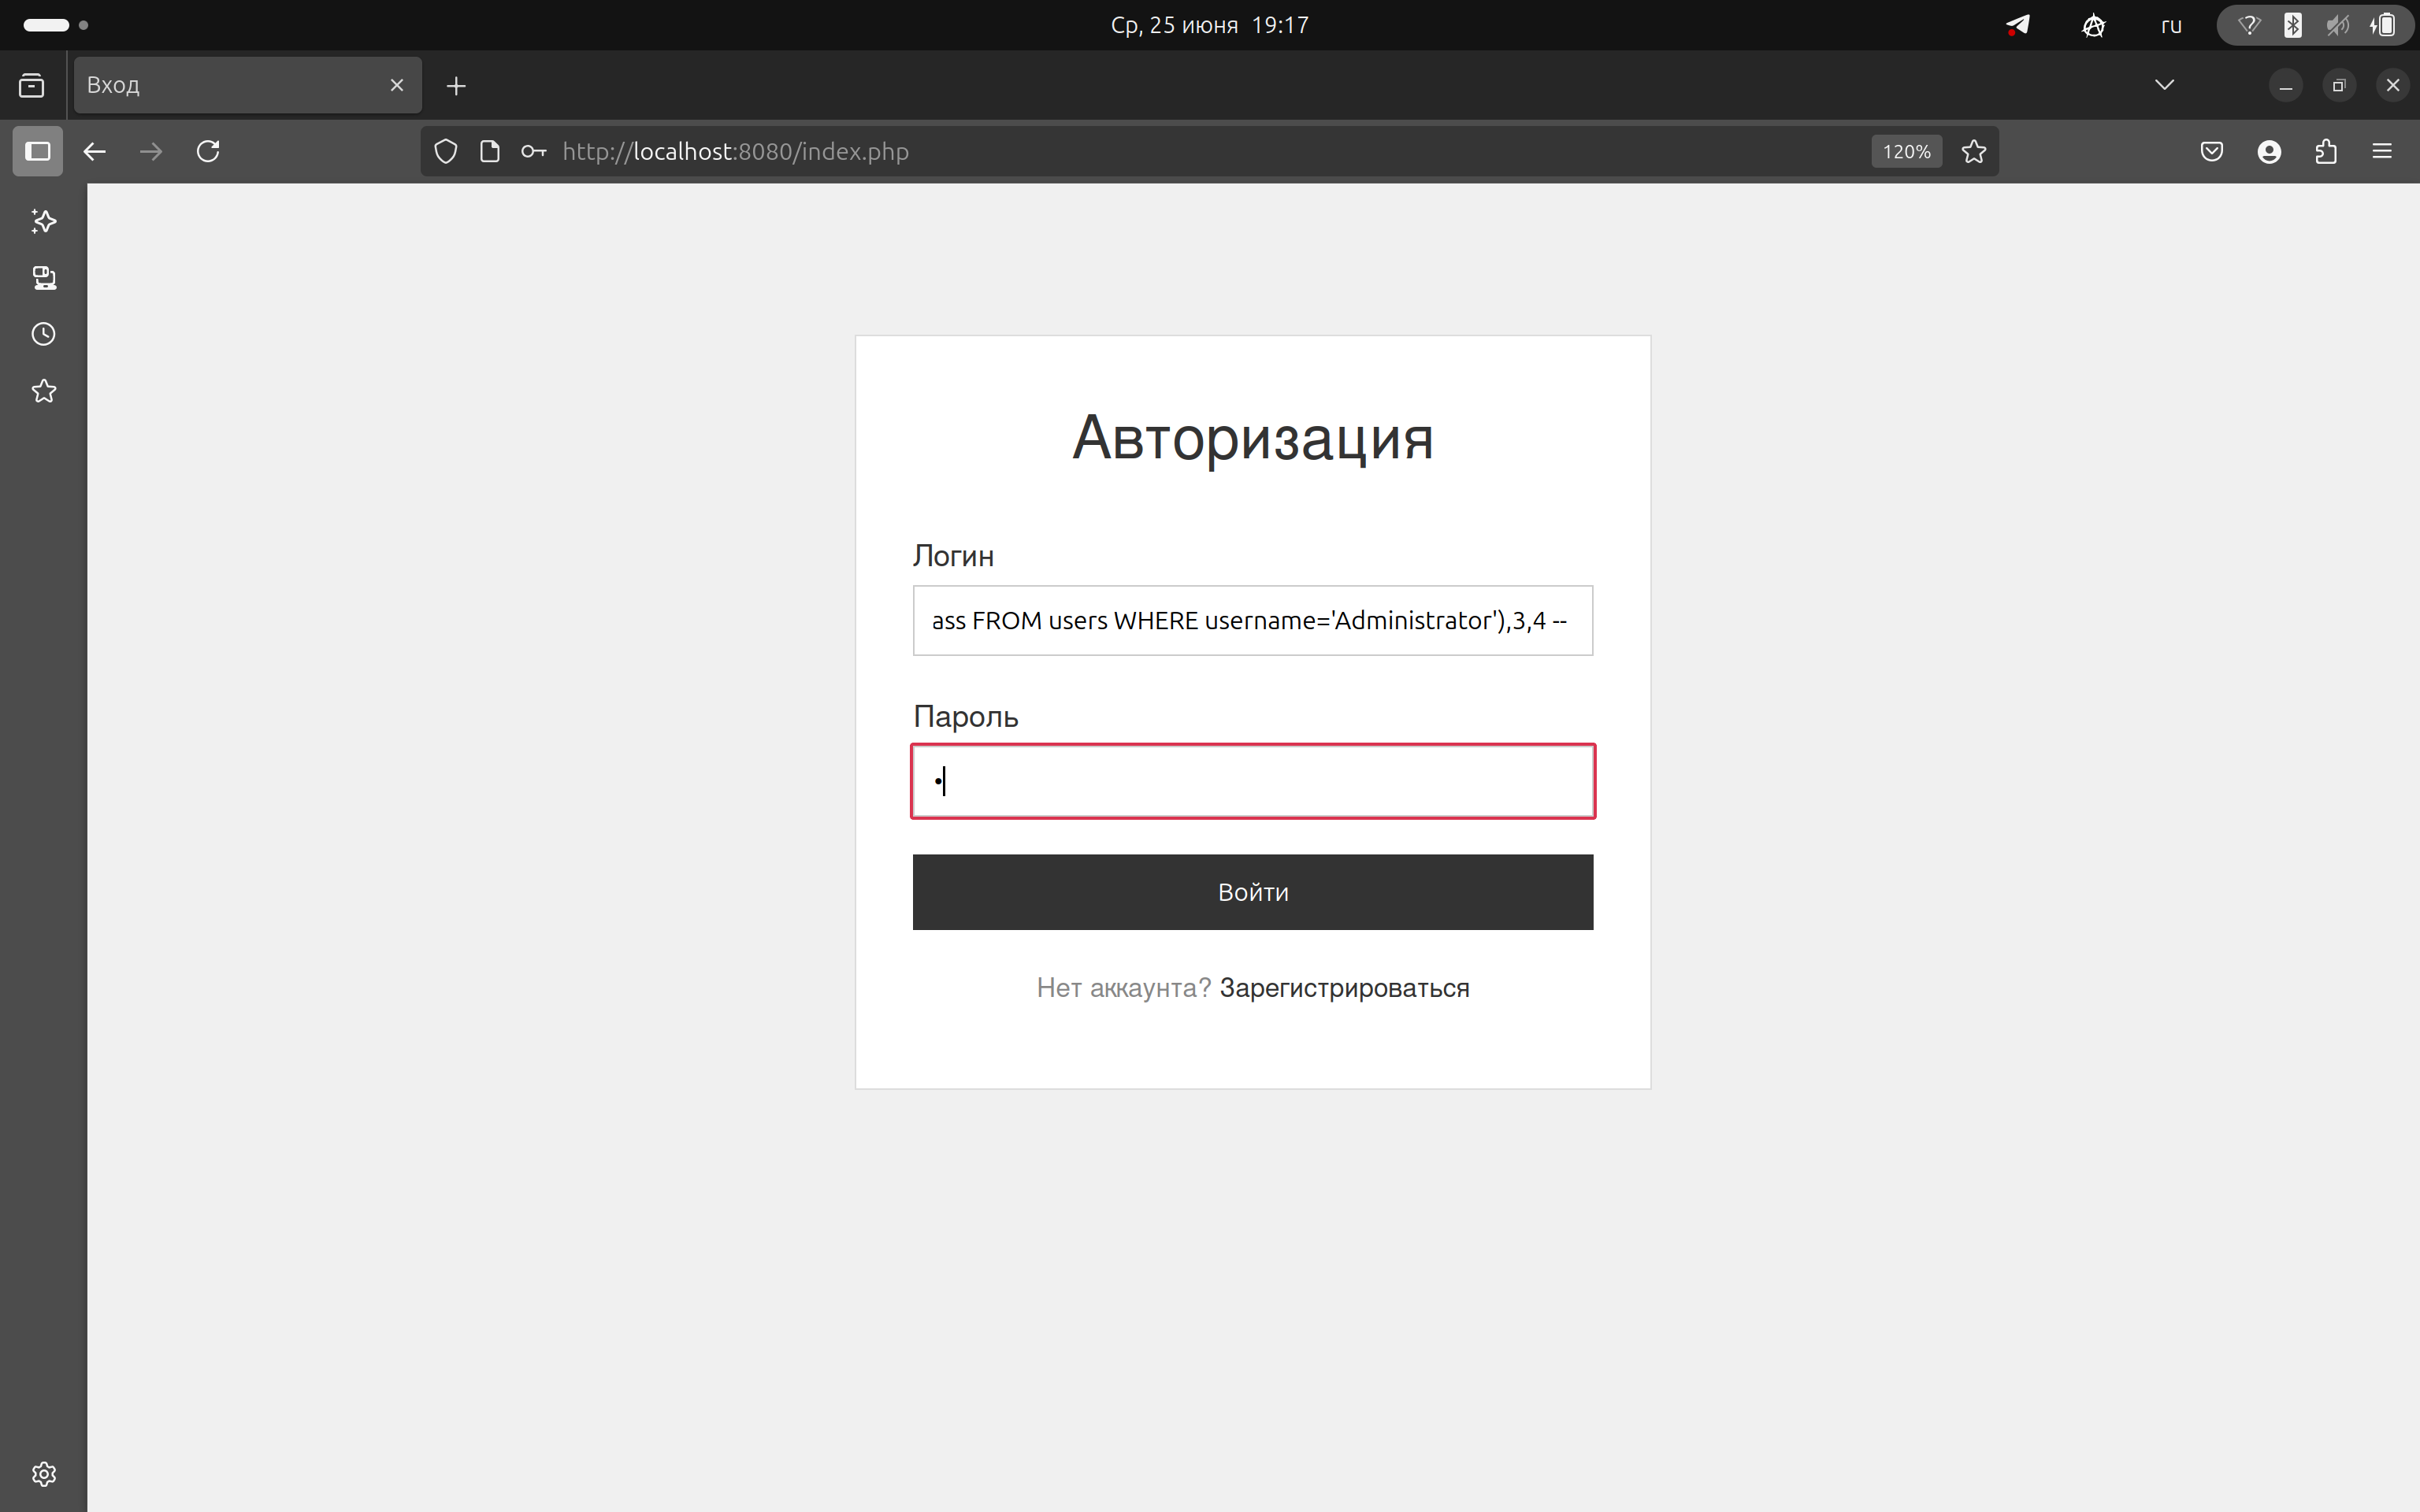 Ср, 25 июня 19:17
ru
Вход
http://localhost:8080/index.php
120%
Авторизация
Логин
ass FROM users WHERE username='Administrator'),3,4 --
Пароль
Войти
Нет аккаунта? Зарегистрироваться